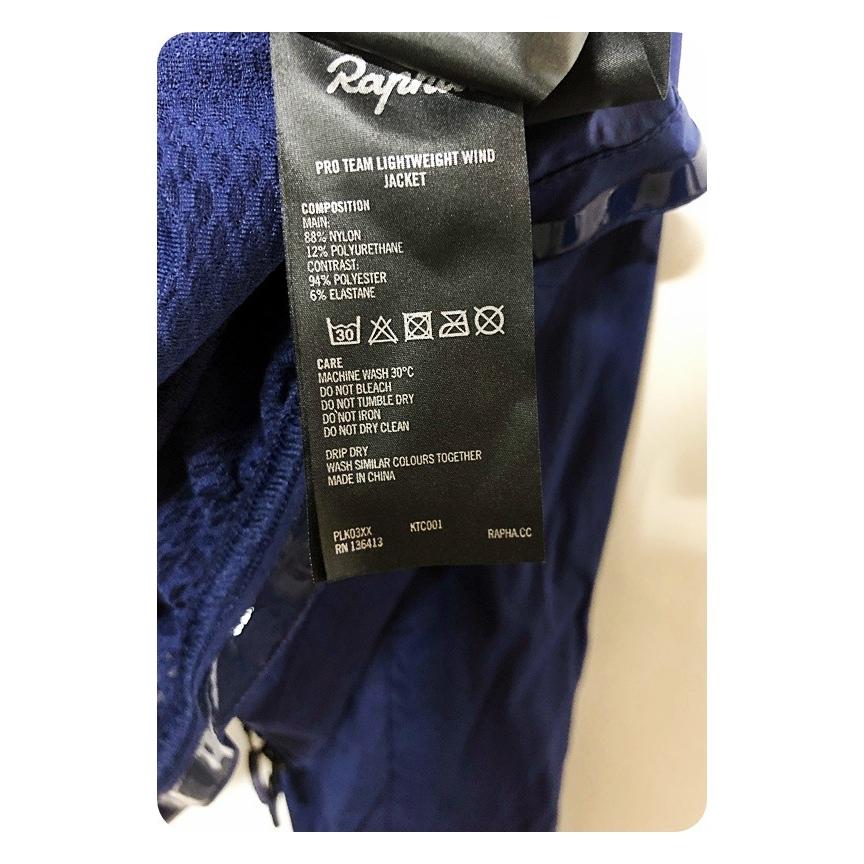 Rapha
PRO TEAM LIGHTWEIGHT WIND
JACKET
COMPOSITION
MAIN:
88% NYLON
12% POLYURETHANE
CONTRAST:
94% POLYESTER
6% ELASTANE
30
CARE
MACHINE WASH 30°C
DO NOT BLEACH
DO NOT TUMBLE DRY
DO NOT IRON
DO NOT DRY CLEAN
DRIP DRY
WASH SIMILAR COLOURS TOGETHER
MADE IN CHINA
PLK03XX KTC001 RAPHA.CC
RN 136413